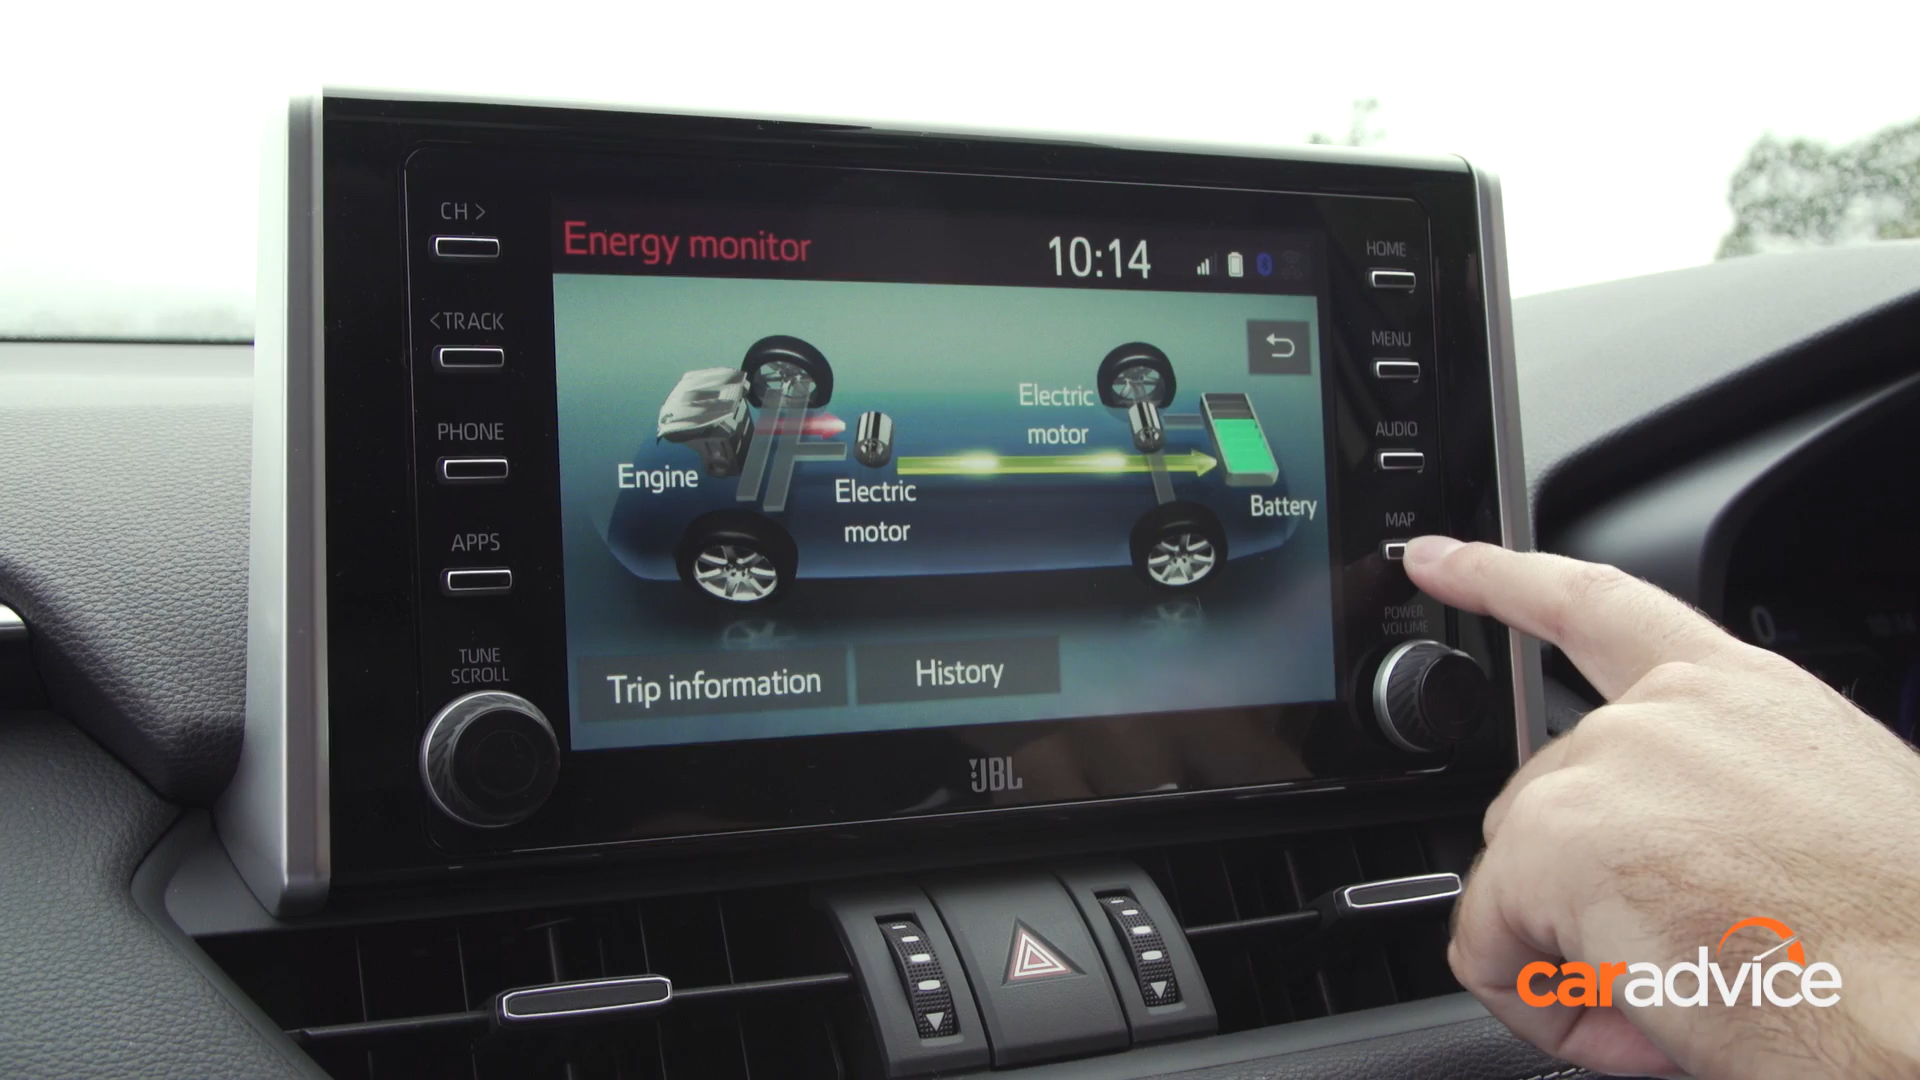 CH >
< TRACK
PHONE
APPS
TUNE
SCROLL
Energy monitor
10:14
Engine
Electric
motor
Electric
motor
Battery
Trip information
History
JBL
HOME
MENU
AUDIO
MAP
POWER
VOLUME
0
caradvice